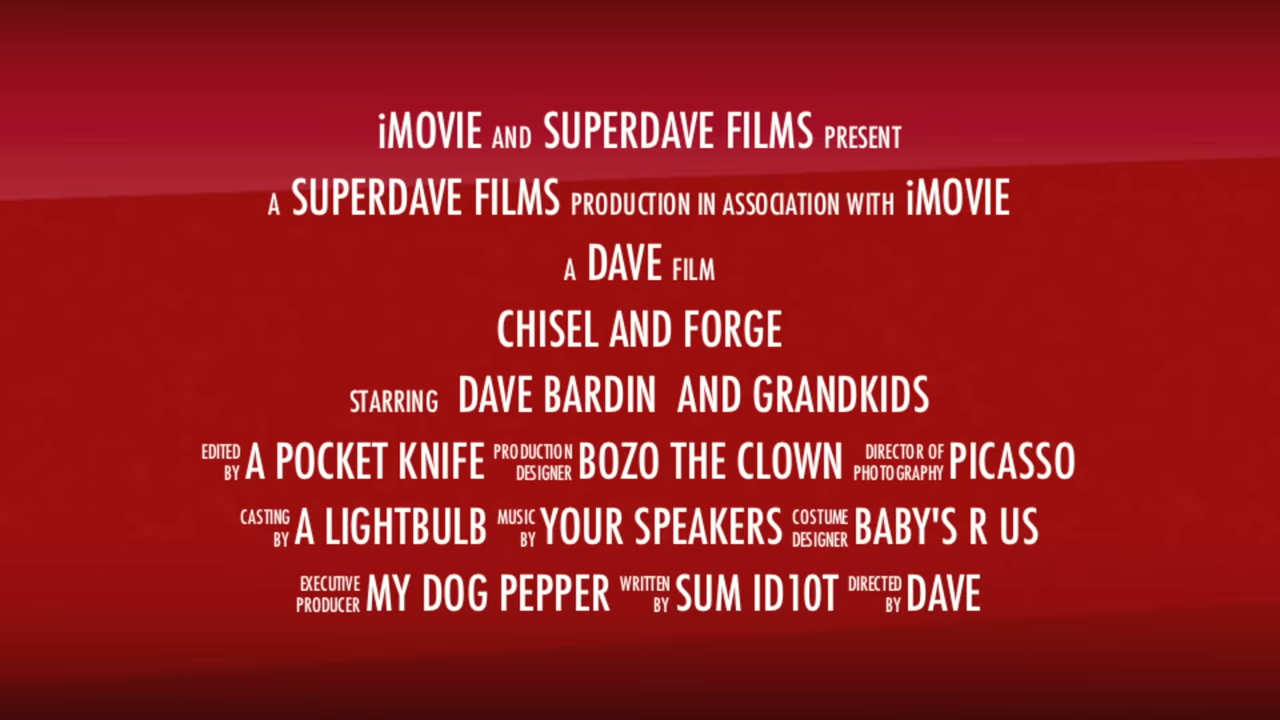 iMOVIE AND SUPERDAVE FILMS PRESENT
A SUPERDAVE FILMS PRODUCTION IN ASSOCIATION WITH iMOVIE
A DAVE FILM
CHISEL AND FORGE
STARRING DAVE BARDIN AND GRANDKIDS
EDITED BY A POCKET KNIFE PRODUCTION DESIGNER BOZO THE CLOWN DIRECTOR OF PHOTOGRAPHY PICASSO
CASTING BY A LIGHTBULB MUSIC BY YOUR SPEAKERS COSTUME DESIGNER BABY'S R US
EXECUTIVE PRODUCER MY DOG PEPPER WRITTEN BY SUM ID10T DIRECTED BY DAVE